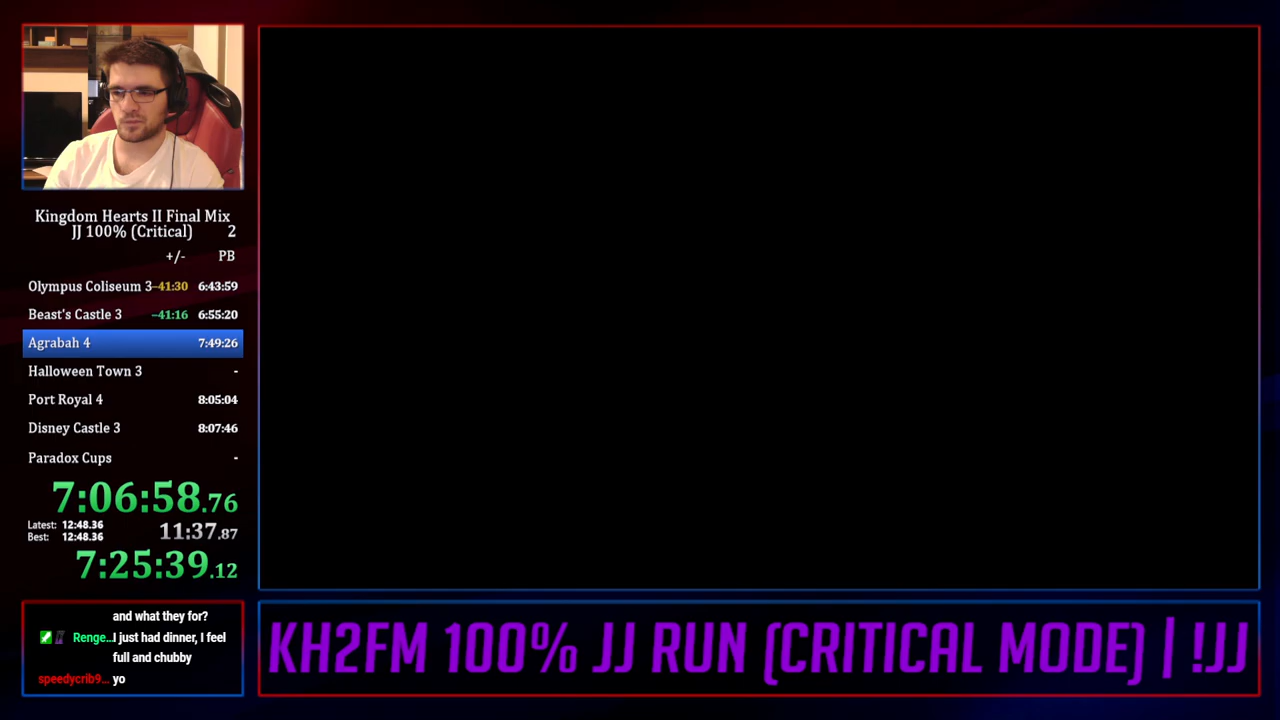 Kingdom Hearts II Final Mix
JJ 100% (Critical) 2
+/- PB
Olympus Coliseum 3 -41:30 6:43:59
Beast's Castle 3 -41:16 6:55:20
Agrabah 4 7:49:26
Halloween Town 3 -
Port Royal 4 8:05:04
Disney Castle 3 8:07:46
Paradox Cups -
7:06:58.76
Latest: 12:48.36 11:37.87
Best: 12:48.36
7:25:39.12
and what they for?
Renge... I just had dinner, I feel
full and chubby
speedycrib9... yo
KH2FM 100% JJ RUN (CRITICAL MODE) | !JJ